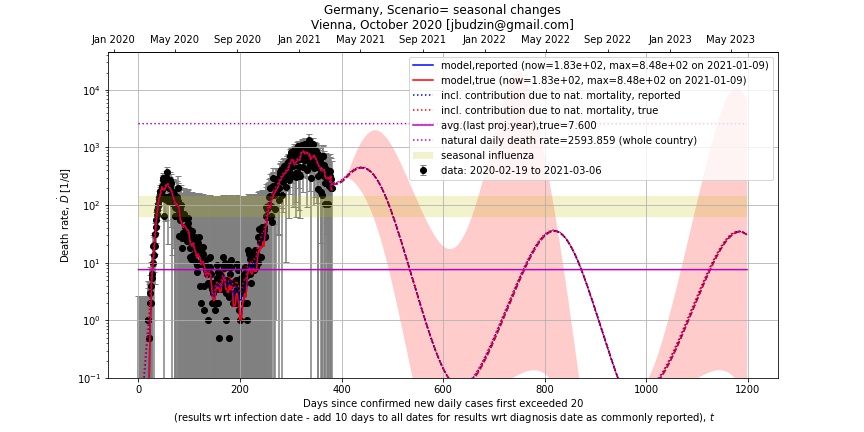 Germany, Scenario= seasonal changes
Vienna, October 2020 [jbudzin@gmail.com]
Jan 2020 May 2020 Sep 2020 Jan 2021 May 2021 Sep 2021 Jan 2022 May 2022 Sep 2022 Jan 2023 May 2023
model,reported (now=1.83e+02, max=8.48e+02 on 2021-01-09)
model,true (now=1.83e+02, max=8.48e+02 on 2021-01-09)
incl. contribution due to nat. mortality, reported
incl. contribution due to nat. mortality, true
avg.(last proj.year),true=7.600
natural daily death rate=2593.859 (whole country)
seasonal influenza
data: 2020-02-19 to 2021-03-06
Death rate, D [1/d]
10⁴
10³
10²
10¹
10⁰
10⁻¹
0 200 400 600 800 1000 1200
Days since confirmed new daily cases first exceeded 20
(results wrt infection date - add 10 days to all dates for results wrt diagnosis date as commonly reported), t